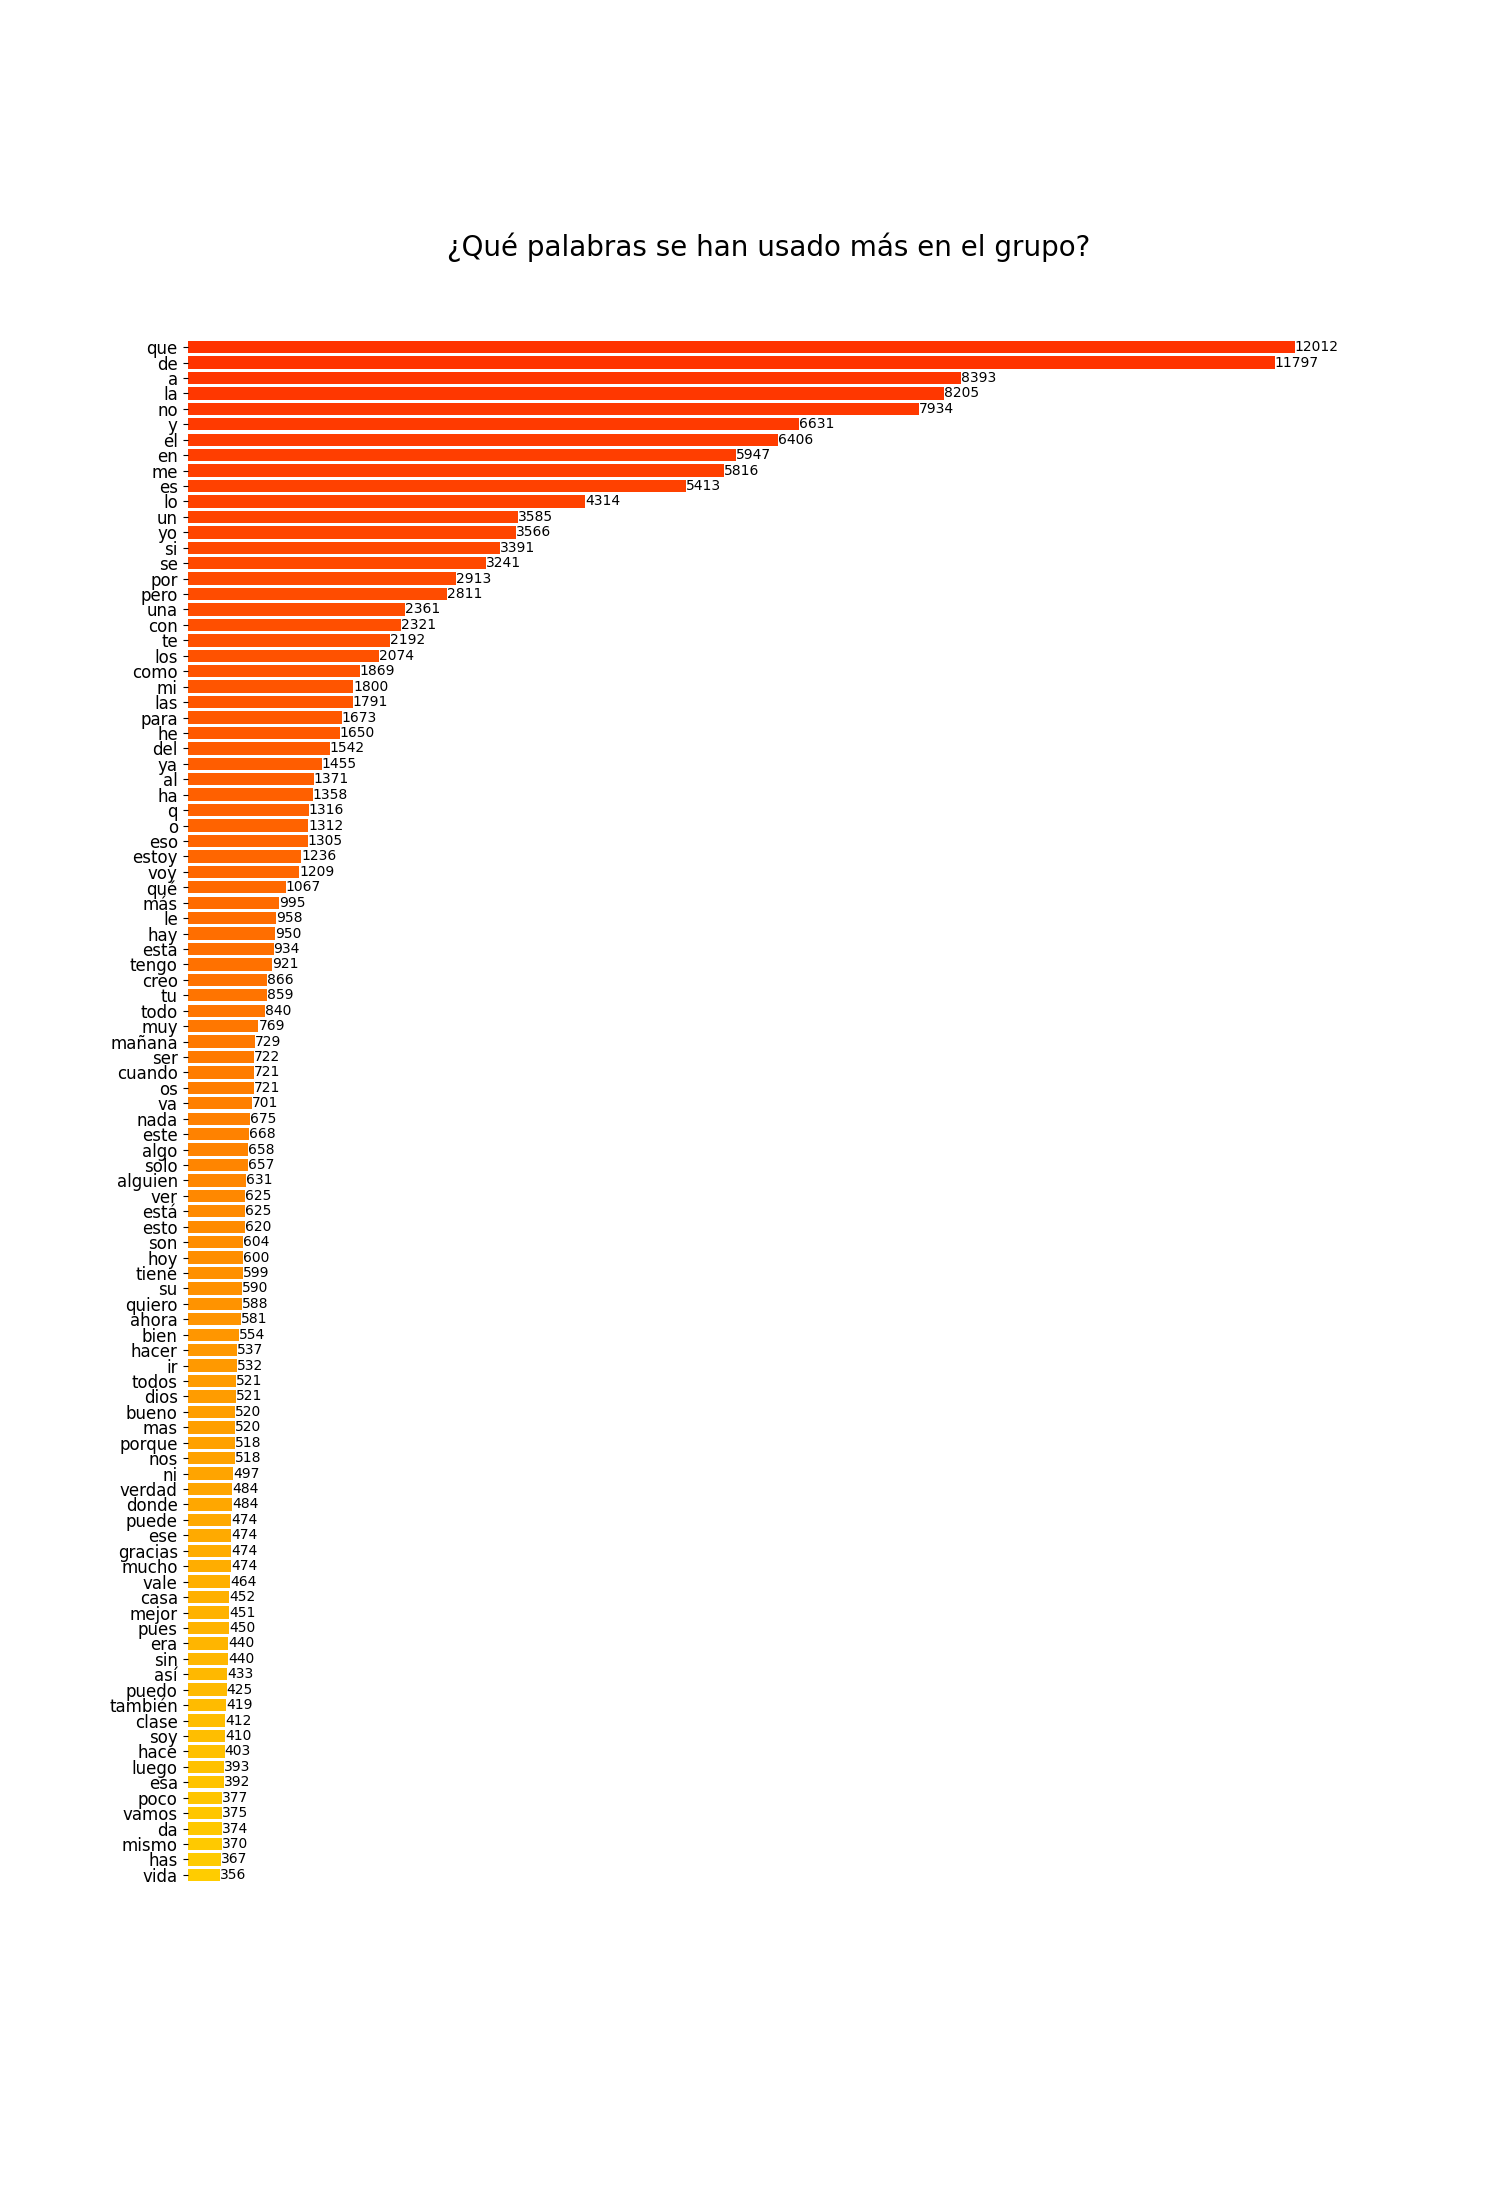 ¿Qué palabras se han usado más en el grupo?
que 12012
de 11797
a 8393
la 8205
no 7934
y 6631
el 6406
en 5947
me 5816
es 5413
lo 4314
un 3585
yo 3566
si 3391
se 3241
por 2913
pero 2811
una 2361
con 2321
te 2192
los 2074
como 1869
mi 1800
las 1791
para 1673
he 1650
del 1542
ya 1455
al 1371
ha 1358
q 1316
o 1312
eso 1305
estoy 1236
voy 1209
qué 1067
más 995
le 958
hay 950
esta 934
tengo 921
creo 866
tu 859
todo 840
muy 769
mañana 729
ser 722
cuando 721
os 721
va 701
nada 675
este 668
algo 658
solo 657
alguien 631
ver 625
está 625
esto 620
son 604
hoy 600
tiene 599
su 590
quiero 588
ahora 581
bien 554
hacer 537
ir 532
todos 521
dios 521
bueno 520
mas 520
porque 518
nos 518
ni 497
verdad 484
donde 484
puede 474
ese 474
gracias 474
mucho 474
vale 464
casa 452
mejor 451
pues 450
era 440
sin 440
así 433
puedo 425
también 419
clase 412
soy 410
hace 403
luego 393
esa 392
poco 377
vamos 375
da 374
mismo 370
has 367
vida 356